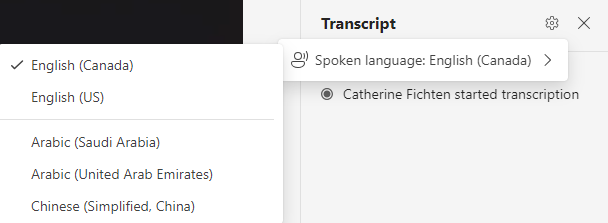 Transcript
Spoken language: English (Canada)
Catherine Fichten started transcription
English (Canada)
English (US)
Arabic (Saudi Arabia)
Arabic (United Arab Emirates)
Chinese (Simplified, China)